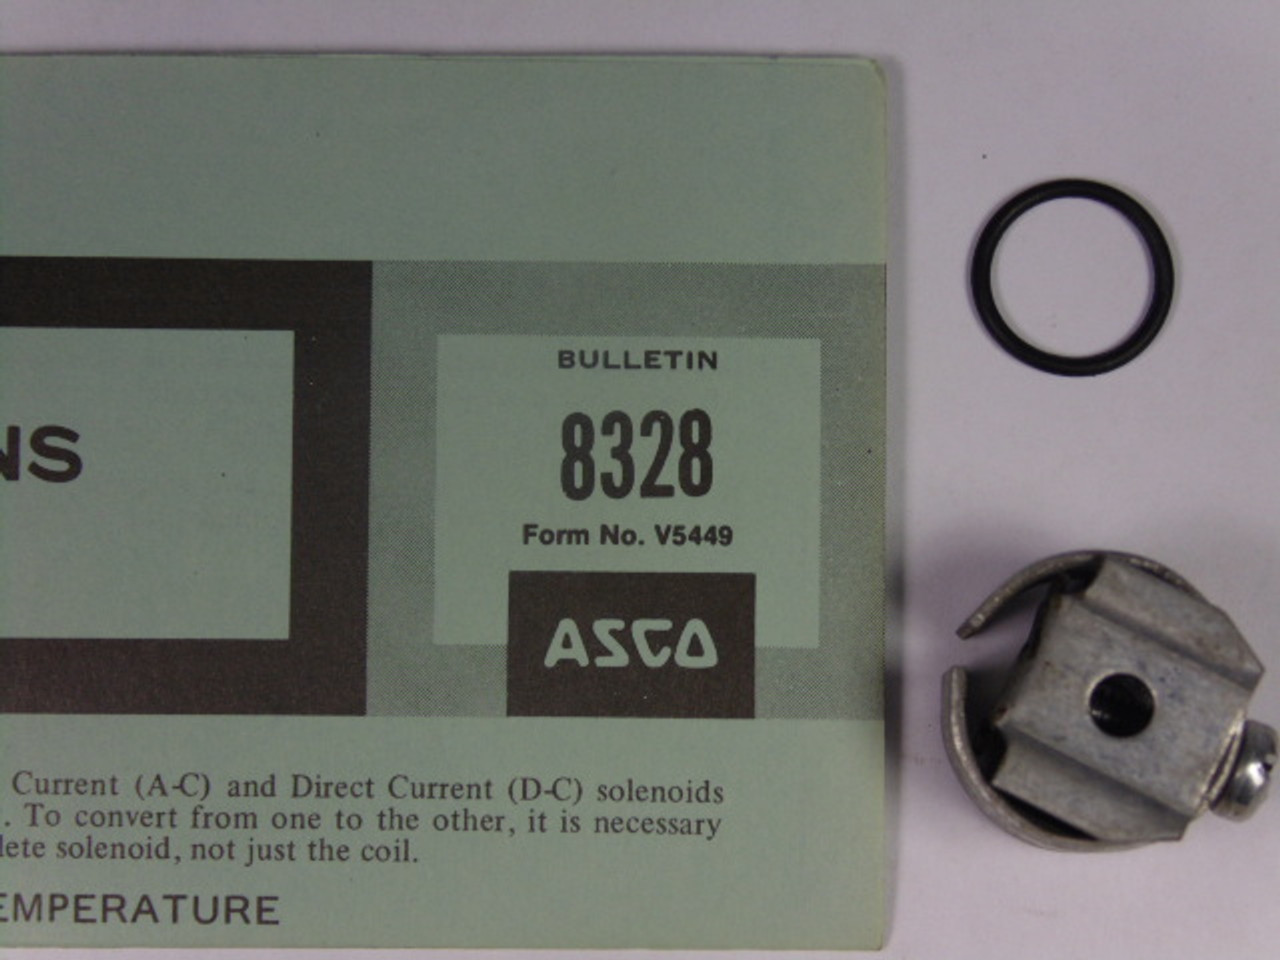 NS
BULLETIN
8328
Form No. V5449
ASCO
Current (A-C) and Direct Current (D-C) solenoids
. To convert from one to the other, it is necessary
lete solenoid, not just the coil.
EMPERATURE